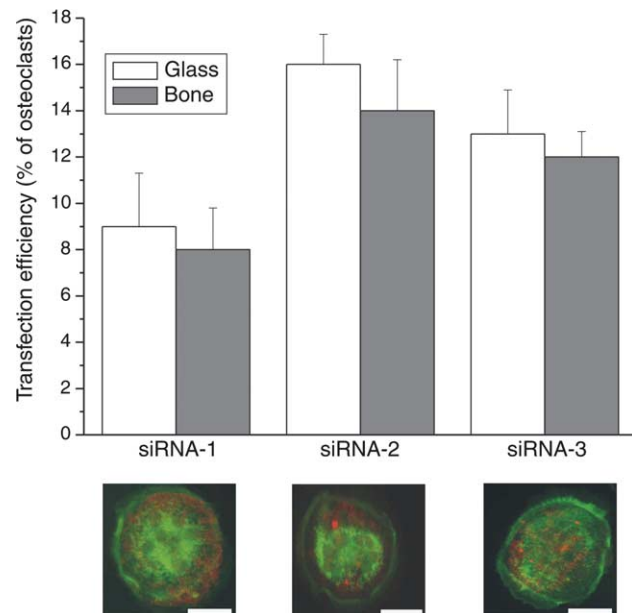 Transfection efficiency (% of osteoclasts)
18
16
14
12
10
8
6
4
2
0
Glass
Bone
siRNA-1
siRNA-2
siRNA-3